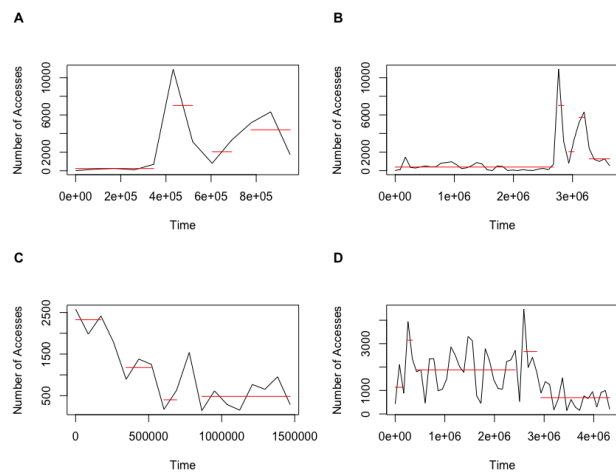 A
Number of Accesses
0 2000 6000 10000
0e+00 2e+05 4e+05 6e+05 8e+05
Time
B
Number of Accesses
0 2000 6000 10000
0e+00 1e+06 2e+06 3e+06
Time
C
Number of Accesses
500 1500 2500
0 500000 1000000 1500000
Time
D
Number of Accesses
0 1000 3000
0e+00 1e+06 2e+06 3e+06 4e+06
Time